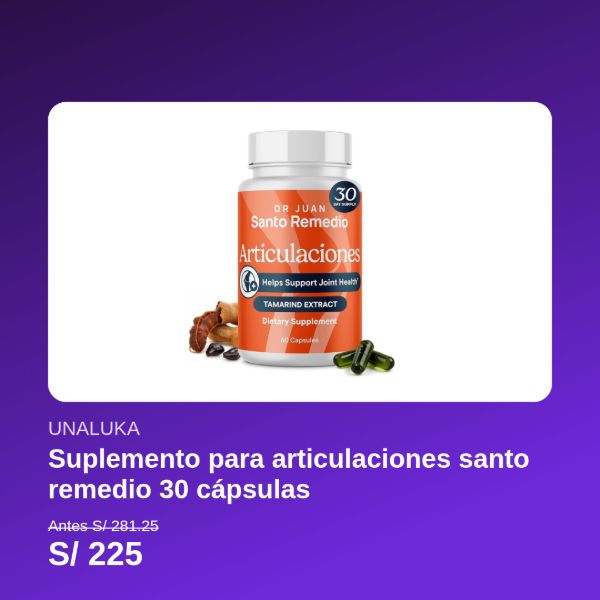 30
DAY SUPPLY
DR JUAN
Santo Remedio
Articulaciones
Helps Support Joint Health
TAMARIND EXTRACT
Dietary Supplement
60 Capsules
UNALUKA
Suplemento para articulaciones santo
remedio 30 cápsulas
Antes S/ 281.25
S/ 225